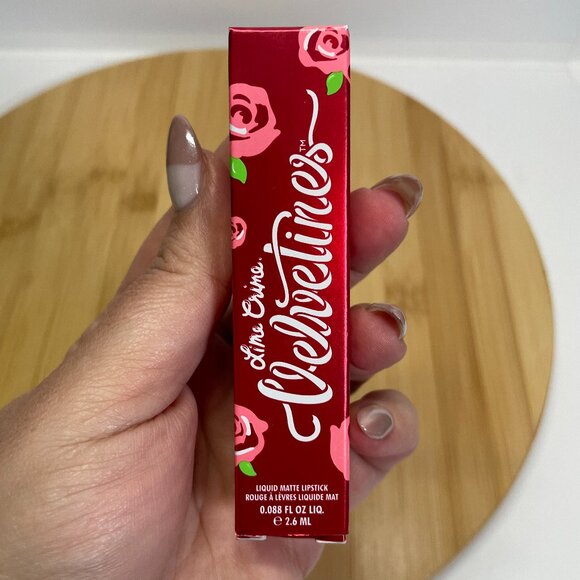 Lime Crime.
Velvetines™
LIQUID MATTE LIPSTICK
ROUGE À LÈVRES LIQUIDE MAT
0.088 FL OZ LIQ.
℮ 2.6 ML